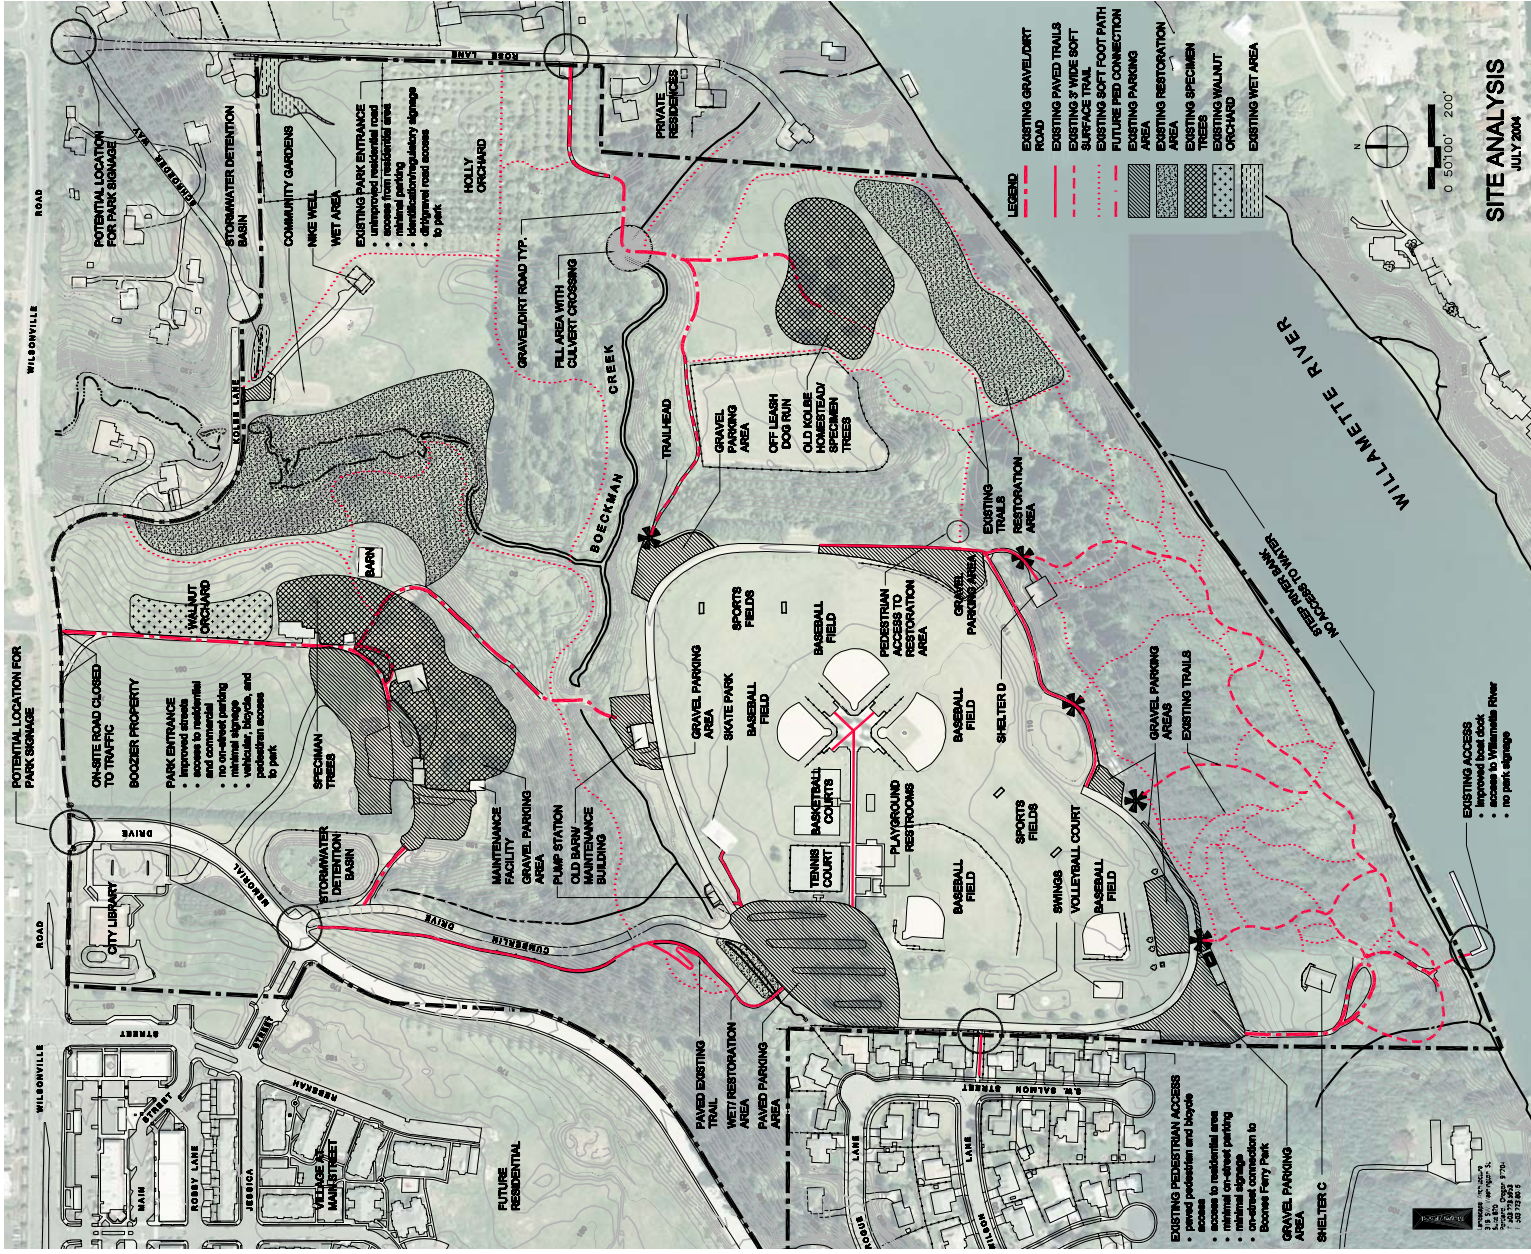 POTENTIAL LOCATION FOR
PARK SIGNAGE
ON-SITE ROAD CLOSED
TO TRAFFIC
BOOZIER PROPERTY
PARK ENTRANCE
• improved streets
• access to residential
and commercial
• no on-street parking
• minimal signage
• vehicular, bicycle, and
pedestrian access
to park
WALNUT
ORCHARD
BARN
SPECIMAN
TREES
STORMWATER
DETENTION
BASIN
CITY LIBRARY
MEMORIAL
DRIVE
MAINTENANCE
FACILITY
GRAVEL PARKING
AREA
PUMP STATION
OLD BARN/
MAINTENANCE
BUILDING
CUMBERLIN
DRIVE
WILSONVILLE
ROAD
WILSONVILLE
ROAD
POTENTIAL LOCATION
FOR PARK SIGNAGE
SCHROEDER
WAY
STORMWATER DETENTION
BASIN
COMMUNITY GARDENS
NIKE WELL
WET AREA
EXISTING PARK ENTRANCE
• unimproved residential road
• access from residential area
• minimal parking
• identification/regulatory signage
• dirt/gravel road access
to park
KOLBE LANE
ROSE LANE
HOLLY
ORCHARD
PRIVATE
RESIDENCES
GRAVEL/DIRT ROAD TYP.
FILL AREA WITH
CULVERT CROSSING
BOECKMAN
CREEK
TRAILHEAD
GRAVEL
PARKING
AREA
OFF LEASH
DOG RUN
OLD KOLBE
HOMESTEAD/
SPECIMEN
TREES
EXISTING
TRAILS
RESTORATION
AREA
GRAVEL PARKING
AREA
SKATE PARK
BASEBALL
FIELD
SPORTS
FIELDS
BASEBALL
FIELD
PEDESTRIAN
ACCESS TO
RESTORATION
AREA
GRAVEL
PARKING AREA
BASEBALL
FIELD
SHELTER D
BASKETBALL
COURTS
TENNIS
COURT
PLAYGROUND
RESTROOMS
SPORTS
FIELDS
BASEBALL
FIELD
SWINGS
VOLLEYBALL COURT
BASEBALL
FIELD
GRAVEL PARKING
AREAS
EXISTING TRAILS
STEEP RIVER BANK
NO ACCESS TO WATER
WILLAMETTE RIVER
EXISTING ACCESS
• improved boat dock
• access to Willamette River
• no park signage
PAVED EXISTING
TRAIL
WET/ RESTORATION
AREA
PAVED PARKING
AREA
MAIN
STREET
STREET
ROBBY LANE
JESSICA
STREET
REBEKAH
VILLAGE AT
MAIN STREET
FUTURE
RESIDENTIAL
ROGUE
LANE
WILSON
LANE
S.W. SALMON
STREET
EXISTING PEDESTRIAN ACCESS
• paved pedestrian and bicycle
access
• access to residential area
• minimal on-street parking
• minimal signage
• on-street connection to
Boones Ferry Park
GRAVEL PARKING
AREA
SHELTER C
LEGEND
EXISTING GRAVEL/DIRT
ROAD
EXISTING PAVED TRAILS
EXISTING 3' WIDE SOFT
SURFACE TRAIL
EXISTING SOFT FOOT PATH
FUTURE PED CONNECTION
EXISTING PARKING
AREA
EXISTING RESTORATION
AREA
EXISTING SPECIMEN
TREES
EXISTING WALNUT
ORCHARD
EXISTING WET AREA
N
0 50'100' 200'
SITE ANALYSIS
JULY 2004